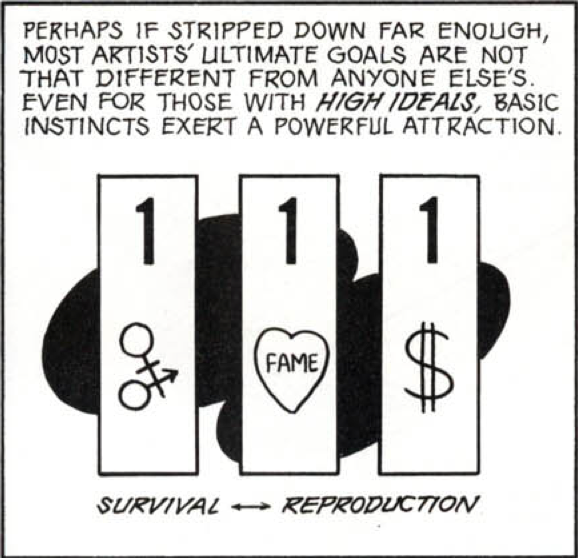 PERHAPS IF STRIPPED DOWN FAR ENOUGH,
MOST ARTISTS' ULTIMATE GOALS ARE NOT
THAT DIFFERENT FROM ANYONE ELSE'S.
EVEN FOR THOSE WITH HIGH IDEALS, BASIC
INSTINCTS EXERT A POWERFUL ATTRACTION.
1 1 1
FAME $
SURVIVAL ↔ REPRODUCTION